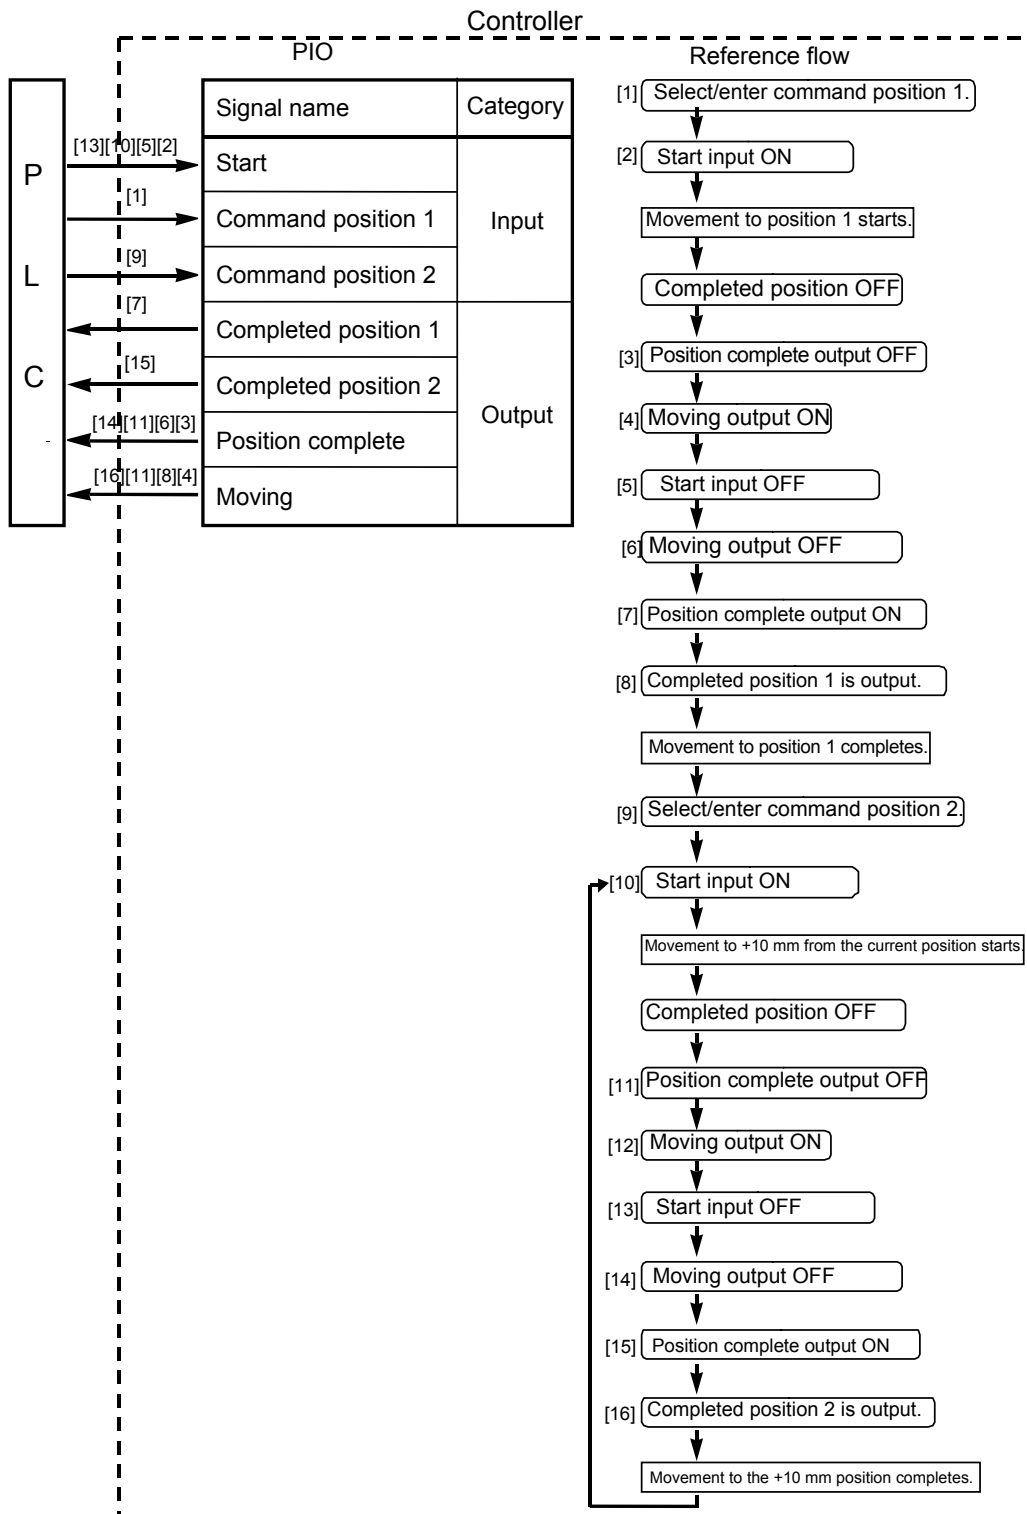 Controller
PIO
Reference flow
P
L
C
Signal name
Category
[13][10][5][2]
Start
[1]
Command position 1
Input
[9]
Command position 2
[7]
Completed position 1
[15]
Completed position 2
Output
[14][11][6][3]
Position complete
[16][11][8][4]
Moving
[1] Select/enter command position 1.
[2] Start input ON
Movement to position 1 starts.
Completed position OFF
[3] Position complete output OFF
[4] Moving output ON
[5] Start input OFF
[6] Moving output OFF
[7] Position complete output ON
[8] Completed position 1 is output.
Movement to position 1 completes.
[9] Select/enter command position 2.
[10] Start input ON
Movement to +10 mm from the current position starts.
Completed position OFF
[11] Position complete output OFF
[12] Moving output ON
[13] Start input OFF
[14] Moving output OFF
[15] Position complete output ON
[16] Completed position 2 is output.
Movement to the +10 mm position completes.